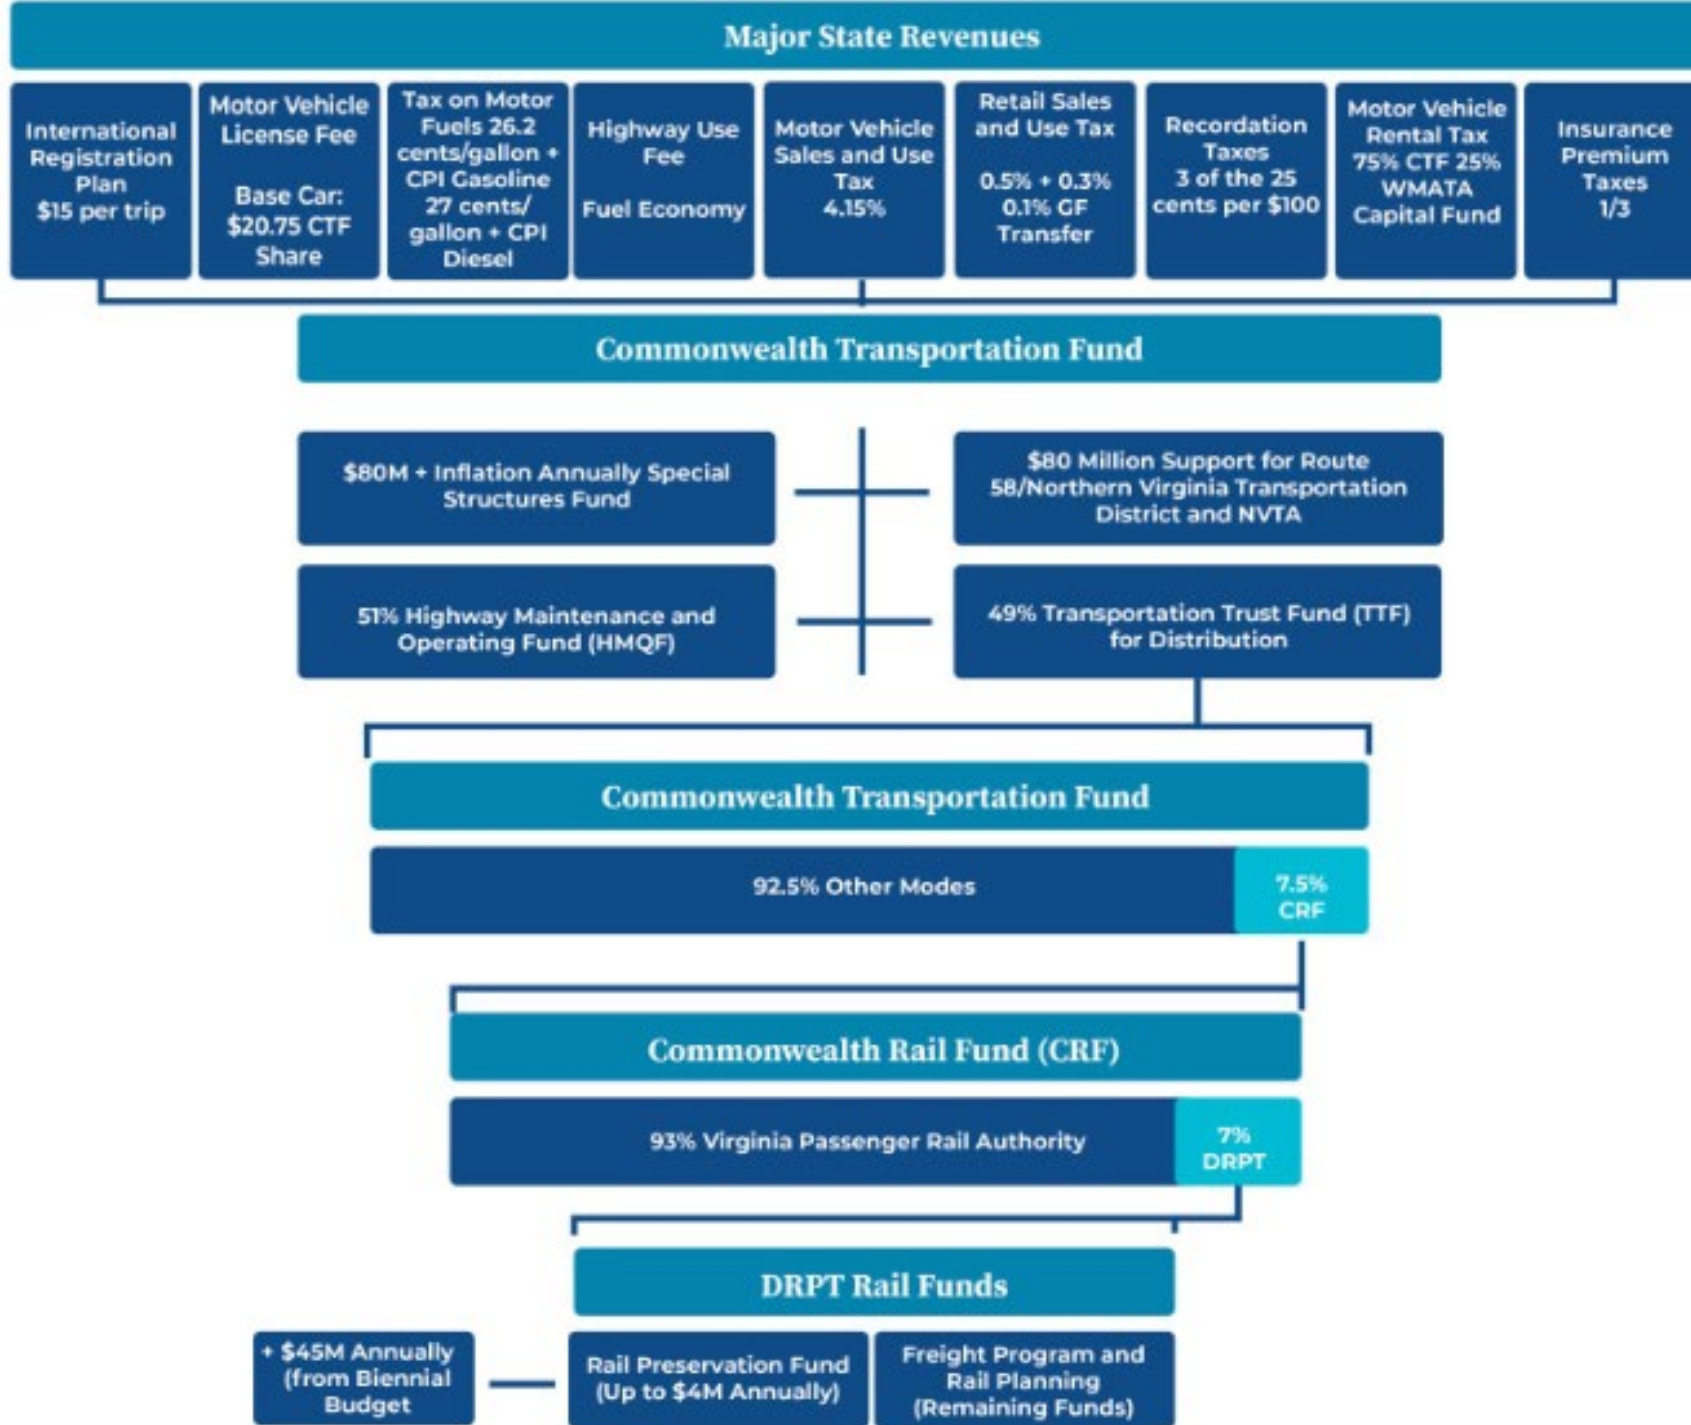 Major State Revenues
International
Registration
Plan
$15 per trip
Motor Vehicle
License Fee
Base Car:
$20.75 CTF
Share
Tax on Motor
Fuels 26.2
cents/gallon +
CPI Gasoline
27 cents/
gallon + CPI
Diesel
Highway Use
Fee
Fuel Economy
Motor Vehicle
Sales and Use
Tax
4.15%
Retail Sales
and Use Tax
0.5% + 0.3%
0.1% GF
Transfer
Recordation
Taxes
3 of the 25
cents per $100
Motor Vehicle
Rental Tax
75% CTF 25%
WMATA
Capital Fund
Insurance
Premium
Taxes
1/3
Commonwealth Transportation Fund
$80M + Inflation Annually Special
Structures Fund
$80 Million Support for Route
58/Northern Virginia Transportation
District and NVTA
51% Highway Maintenance and
Operating Fund (HMQF)
49% Transportation Trust Fund (TTF)
for Distribution
Commonwealth Transportation Fund
92.5% Other Modes
7.5%
CRF
Commonwealth Rail Fund (CRF)
93% Virginia Passenger Rail Authority
7%
DRPT
DRPT Rail Funds
+ $45M Annually
(from Biennial
Budget
Rail Preservation Fund
(Up to $4M Annually)
Freight Program and
Rail Planning
(Remaining Funds)